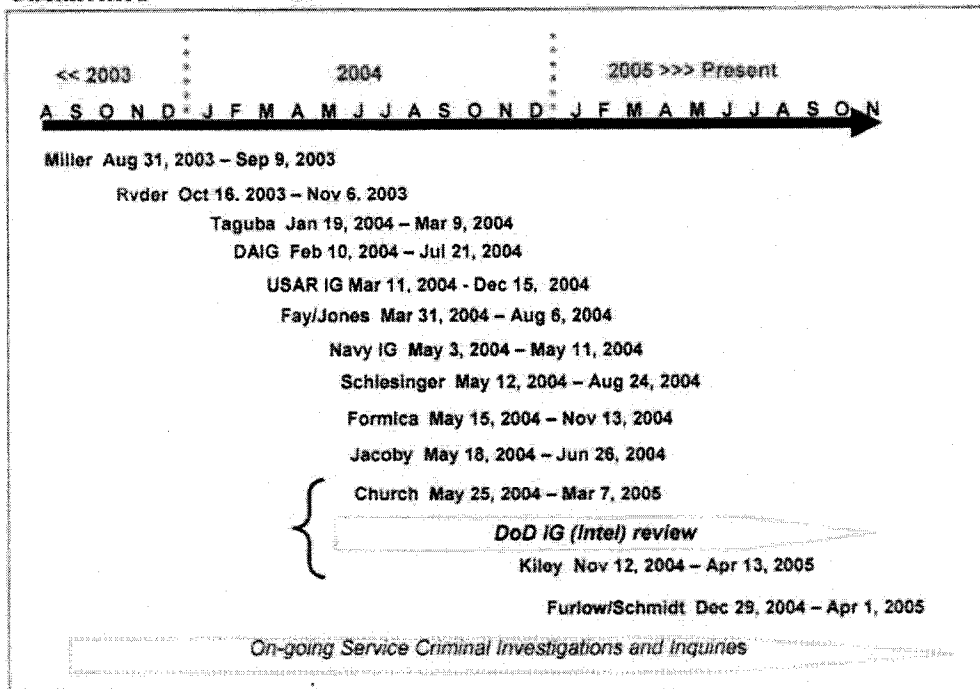 << 2003 2004 2005 >>> Present
A S O N D J F M A M J J A S O N D J F M A M J J A S O N
Miller Aug 31, 2003 – Sep 9, 2003
Ryder Oct 16, 2003 – Nov 6, 2003
Taguba Jan 19, 2004 – Mar 9, 2004
DAIG Feb 10, 2004 – Jul 21, 2004
USAR IG Mar 11, 2004 - Dec 15, 2004
Fay/Jones Mar 31, 2004 – Aug 6, 2004
Navy IG May 3, 2004 – May 11, 2004
Schlesinger May 12, 2004 – Aug 24, 2004
Formica May 15, 2004 – Nov 13, 2004
Jacoby May 18, 2004 – Jun 26, 2004
Church May 25, 2004 – Mar 7, 2005
DoD IG (Intel) review
Kiley Nov 12, 2004 – Apr 13, 2005
Furlow/Schmidt Dec 29, 2004 – Apr 1, 2005
On-going Service Criminal Investigations and Inquiries